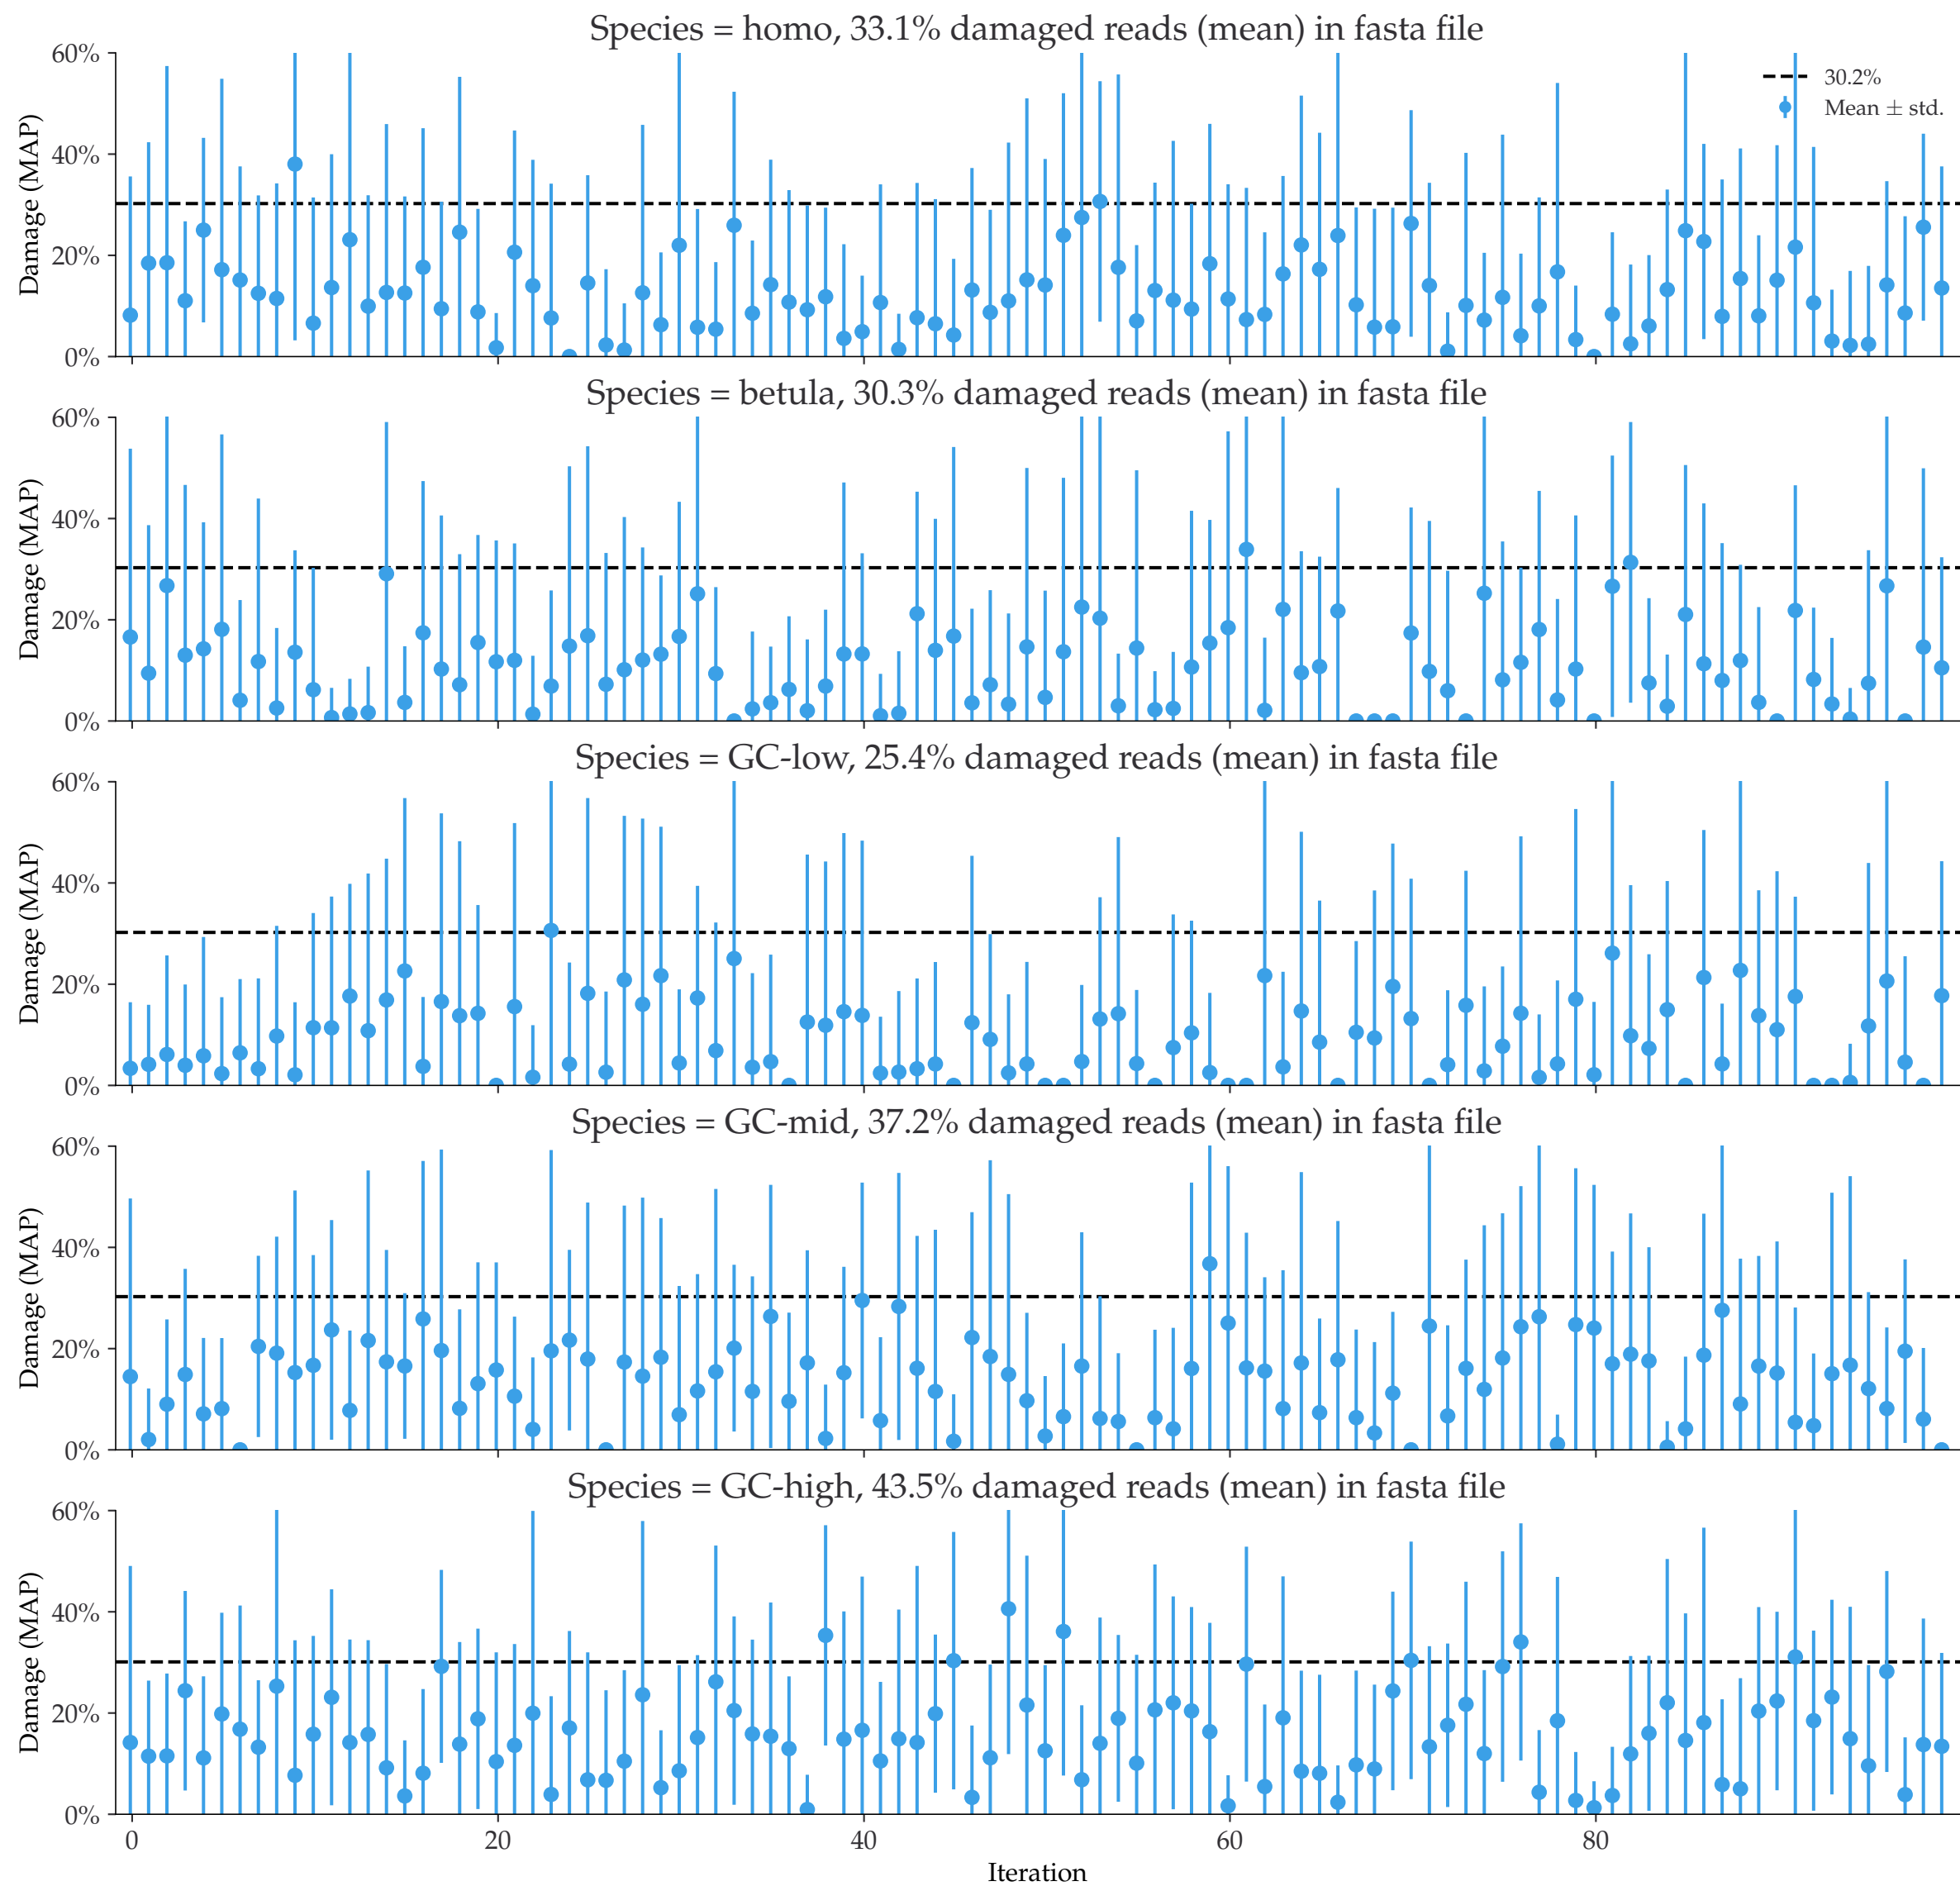 Species = homo, 33.1% damaged reads (mean) in fasta file
60%
40%
20%
0%
Damage (MAP)
30.2%
Mean ± std.
Species = betula, 30.3% damaged reads (mean) in fasta file
60%
40%
20%
0%
Damage (MAP)
Species = GC-low, 25.4% damaged reads (mean) in fasta file
60%
40%
20%
0%
Damage (MAP)
Species = GC-mid, 37.2% damaged reads (mean) in fasta file
60%
40%
20%
0%
Damage (MAP)
Species = GC-high, 43.5% damaged reads (mean) in fasta file
60%
40%
20%
0%
Damage (MAP)
0 20 40 60 80
Iteration